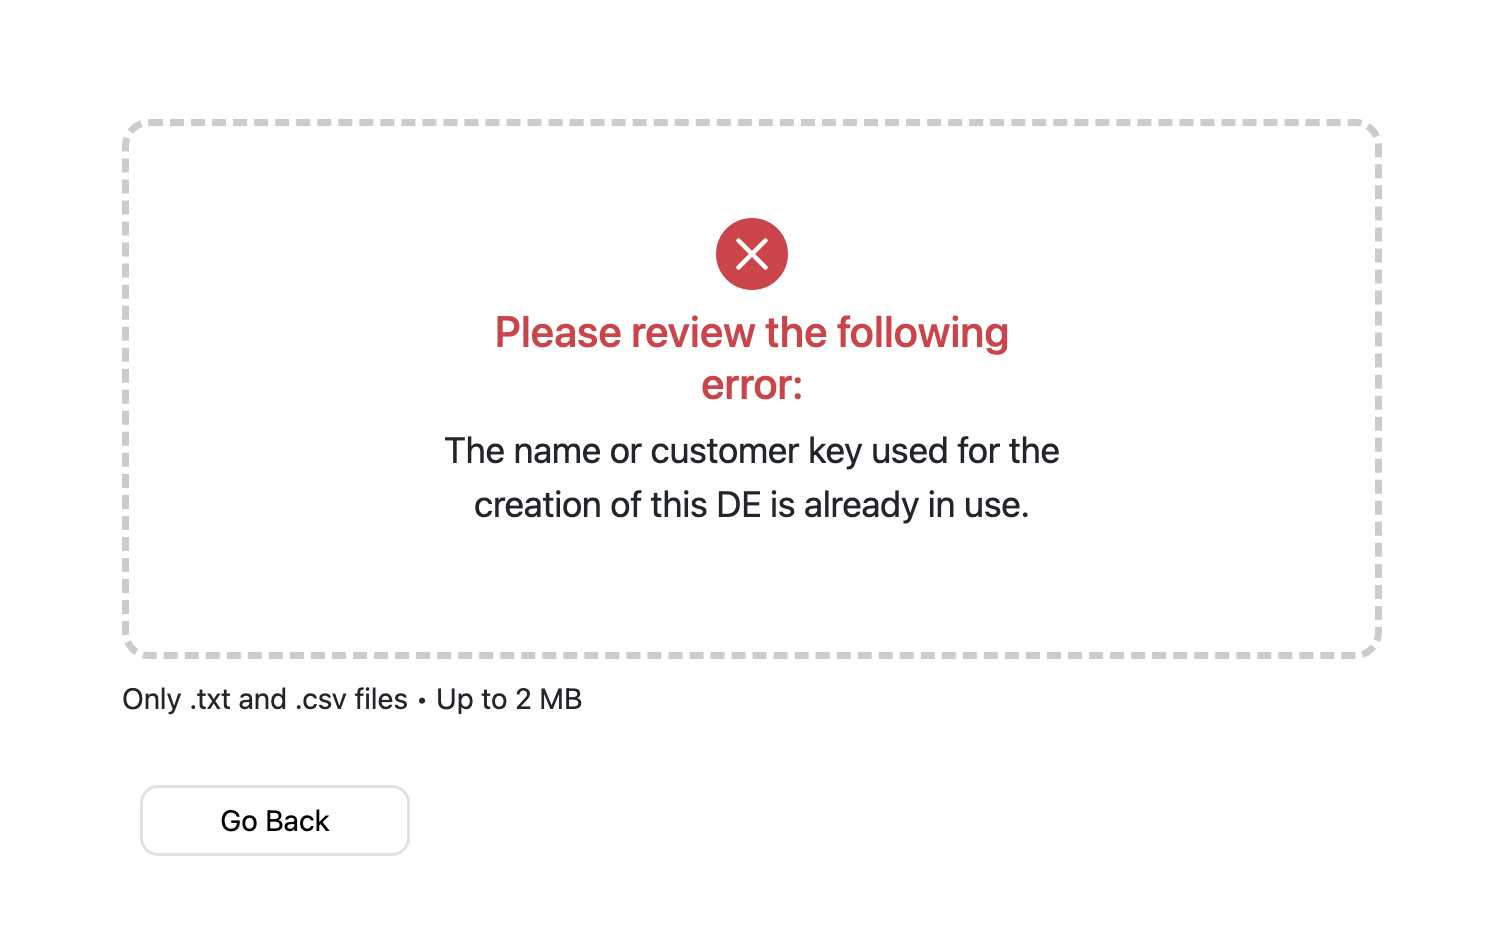 Please review the following
error:
The name or customer key used for the
creation of this DE is already in use.
Only .txt and .csv files • Up to 2 MB
Go Back